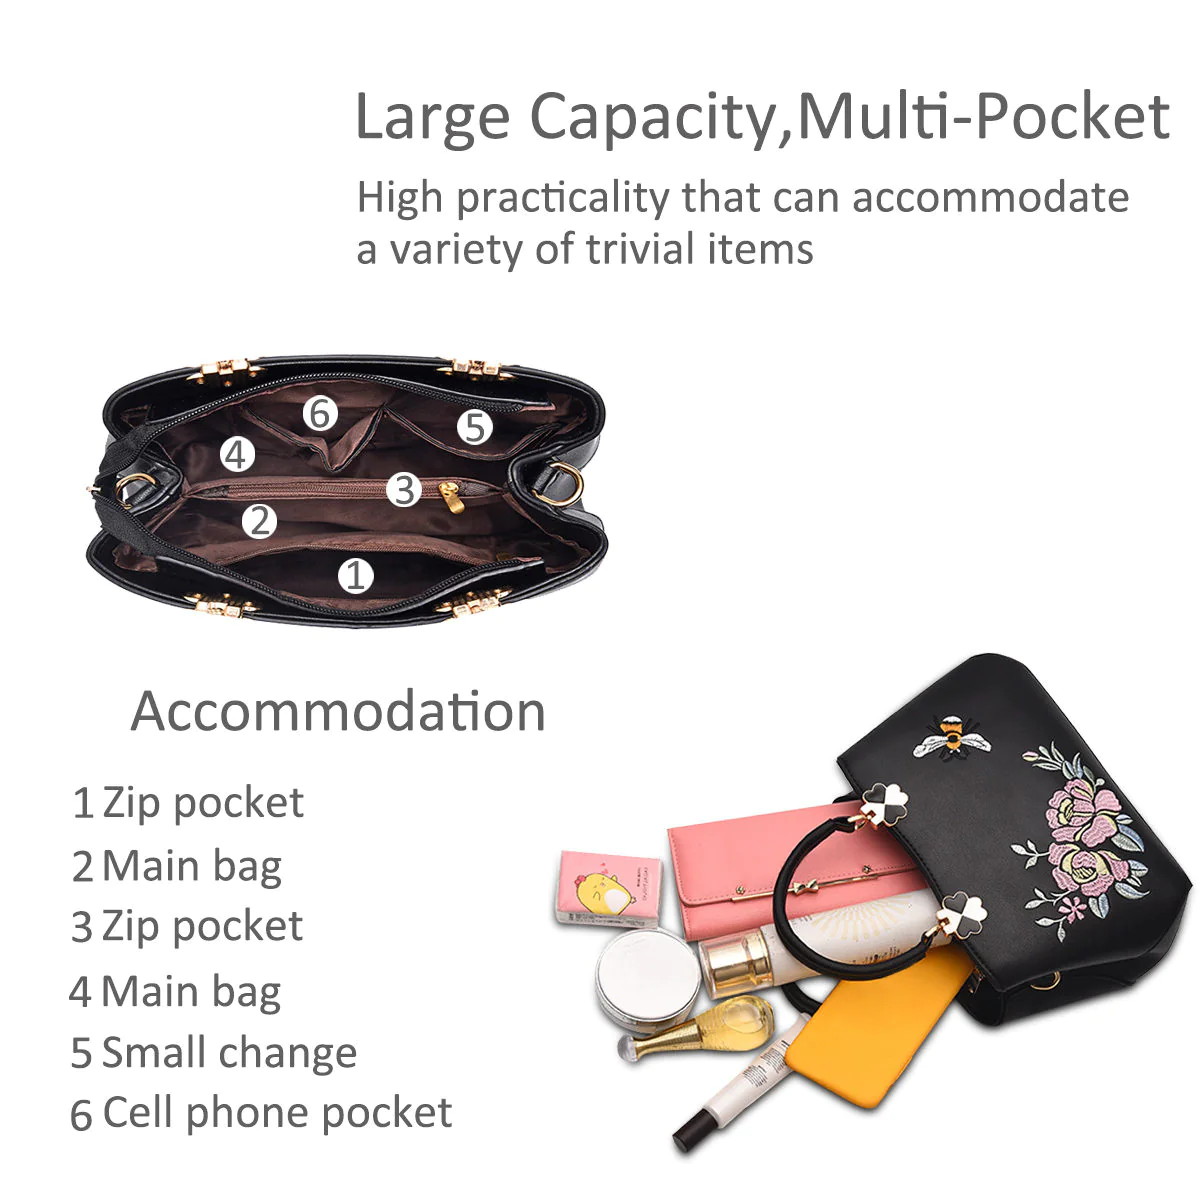 Large Capacity,Multi-Pocket
High practicality that can accommodate
a variety of trivial items
6
5
4
3
2
1
Accommodation
1 Zip pocket
2 Main bag
3 Zip pocket
4 Main bag
5 Small change
6 Cell phone pocket